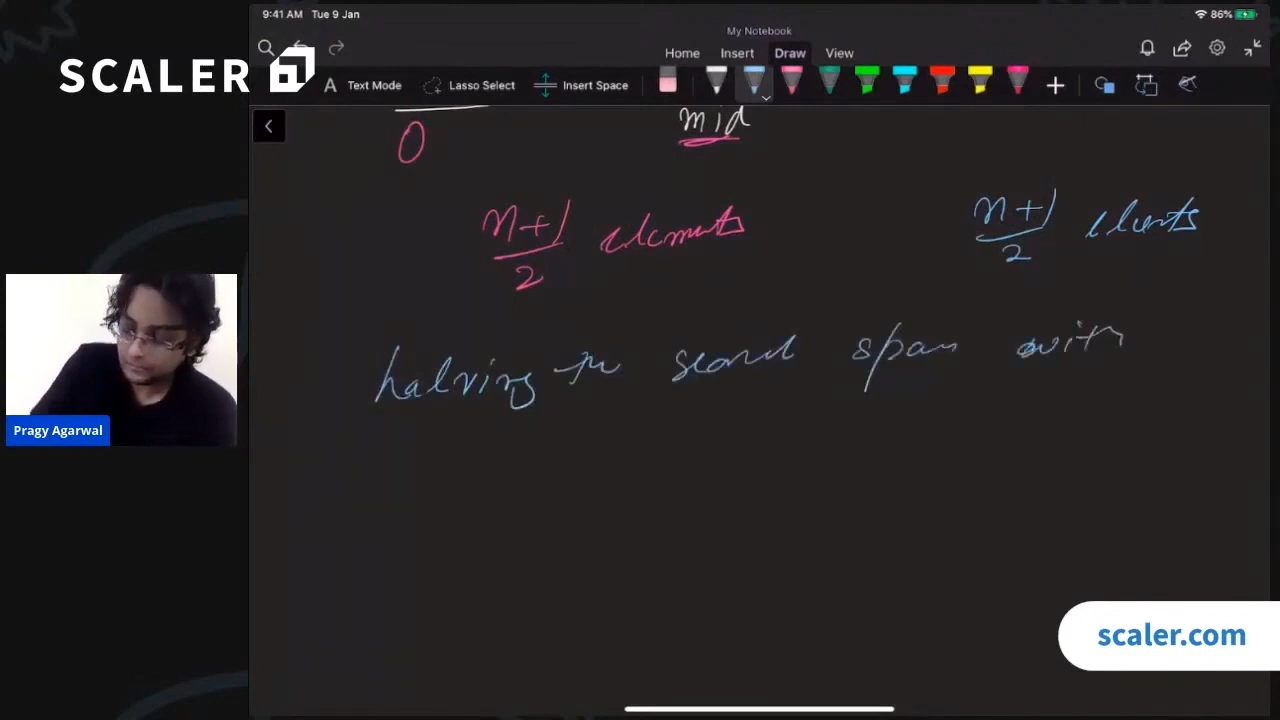 9:41 AM Tue 9 Jan
86%
My Notebook
Home Insert Draw View
SCALER
Text Mode Lasso Select Insert Space
mid
0
n+1 n+1
2 elements 2 elements
halving the search space with
Pragy Agarwal
scaler.com